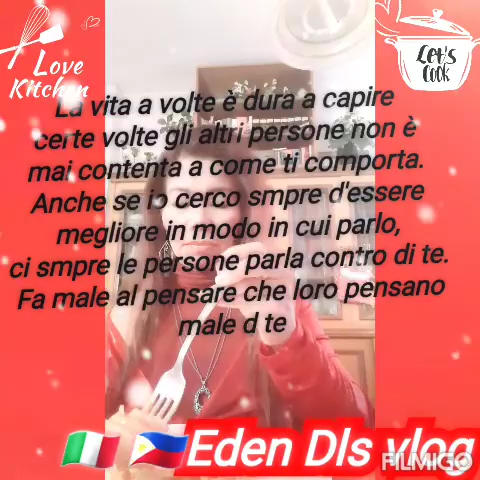 Love
Kitchen
Let's
Cook
La vita a volte è dura a capire
certe volte gli altri persone non è
mai contenta a come ti comporta.
Anche se io cerco smpre d'essere
megliore in modo in cui parlo,
ci smpre le persone parla contro di te.
Fa male al pensare che loro pensano
male d te
Eden Dls vlog
FILMIGO